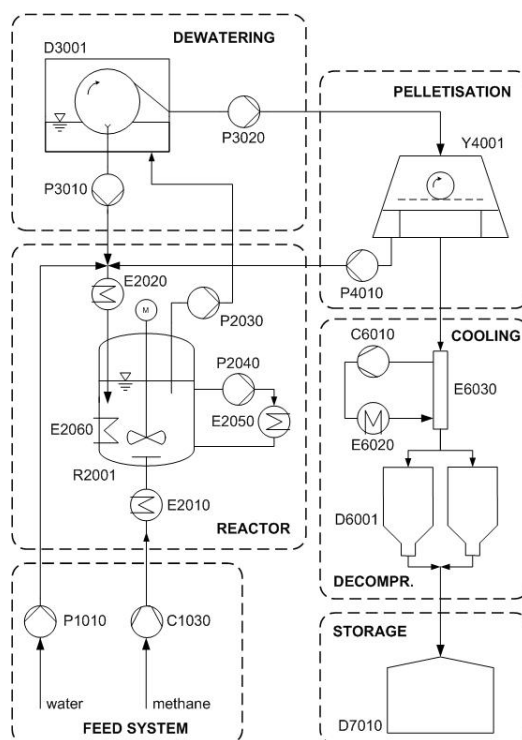 DEWATERING
D3001
P3020
P3010
PELLETISATION
Y4001
P4010
E2020
M
P2030
P2040
E2060
E2050
R2001
E2010
REACTOR
COOLING
C6010
E6030
E6020
D6001
DECOMPR.
P1010
C1030
water
methane
FEED SYSTEM
STORAGE
D7010